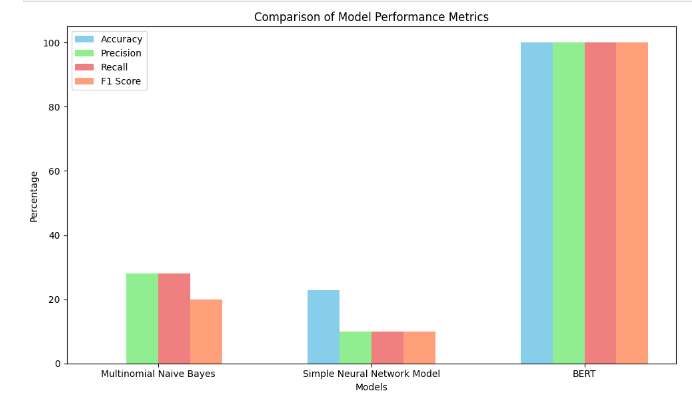 Comparison of Model Performance Metrics
Accuracy
Precision
Recall
F1 Score
100
80
60
40
20
0
Percentage
Multinomial Naive Bayes
Simple Neural Network Model
BERT
Models